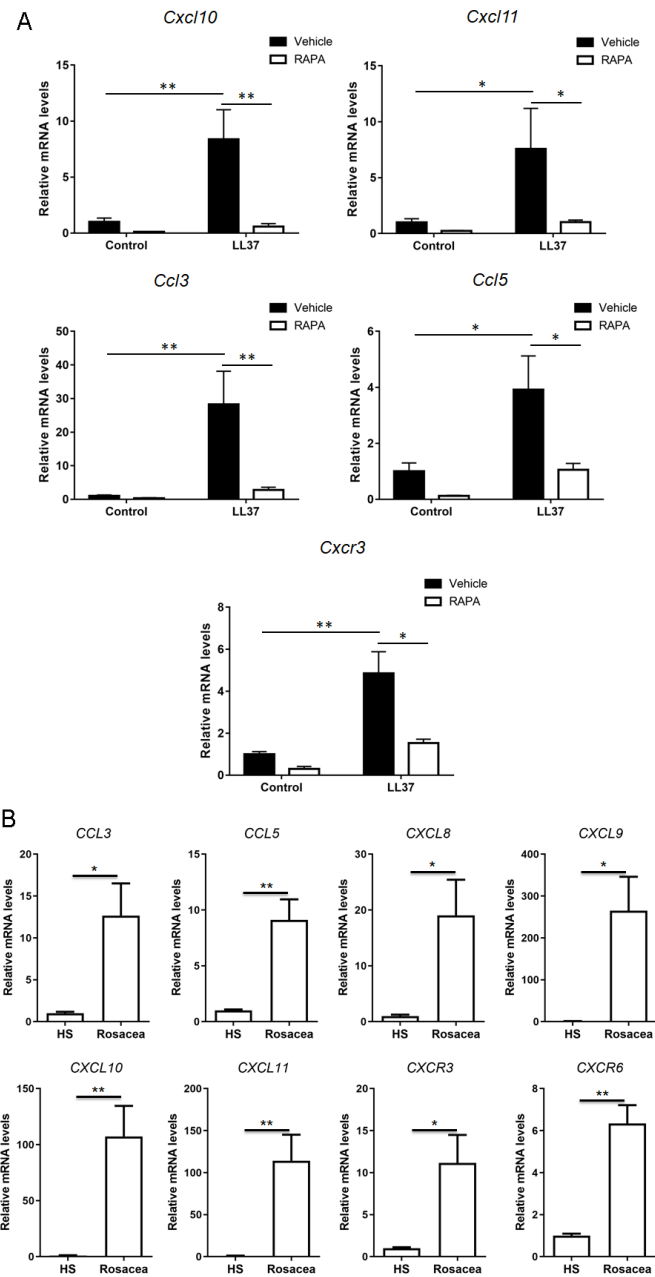 A
Cxcl10
Vehicle
RAPA
Relative mRNA levels
15
10
5
0
**
**
Control
LL37
Cxcl11
Vehicle
RAPA
Relative mRNA levels
15
10
5
0
*
*
Control
LL37
Ccl3
Vehicle
RAPA
Relative mRNA levels
50
40
30
20
10
0
**
**
Control
LL37
Ccl5
Vehicle
RAPA
Relative mRNA levels
6
4
2
0
*
*
Control
LL37
Cxcr3
Vehicle
RAPA
Relative mRNA levels
8
6
4
2
0
**
*
Control
LL37
B
CCL3
Relative mRNA levels
20
15
10
5
0
*
HS Rosacea
CCL5
Relative mRNA levels
15
10
5
0
**
HS Rosacea
CXCL8
Relative mRNA levels
30
20
10
0
*
HS Rosacea
CXCL9
Relative mRNA levels
400
300
200
100
0
*
HS Rosacea
CXCL10
Relative mRNA levels
150
100
50
0
**
HS Rosacea
CXCL11
Relative mRNA levels
200
150
100
50
0
**
HS Rosacea
CXCR3
Relative mRNA levels
20
15
10
5
0
*
HS Rosacea
CXCR6
Relative mRNA levels
8
6
4
2
0
**
HS Rosacea